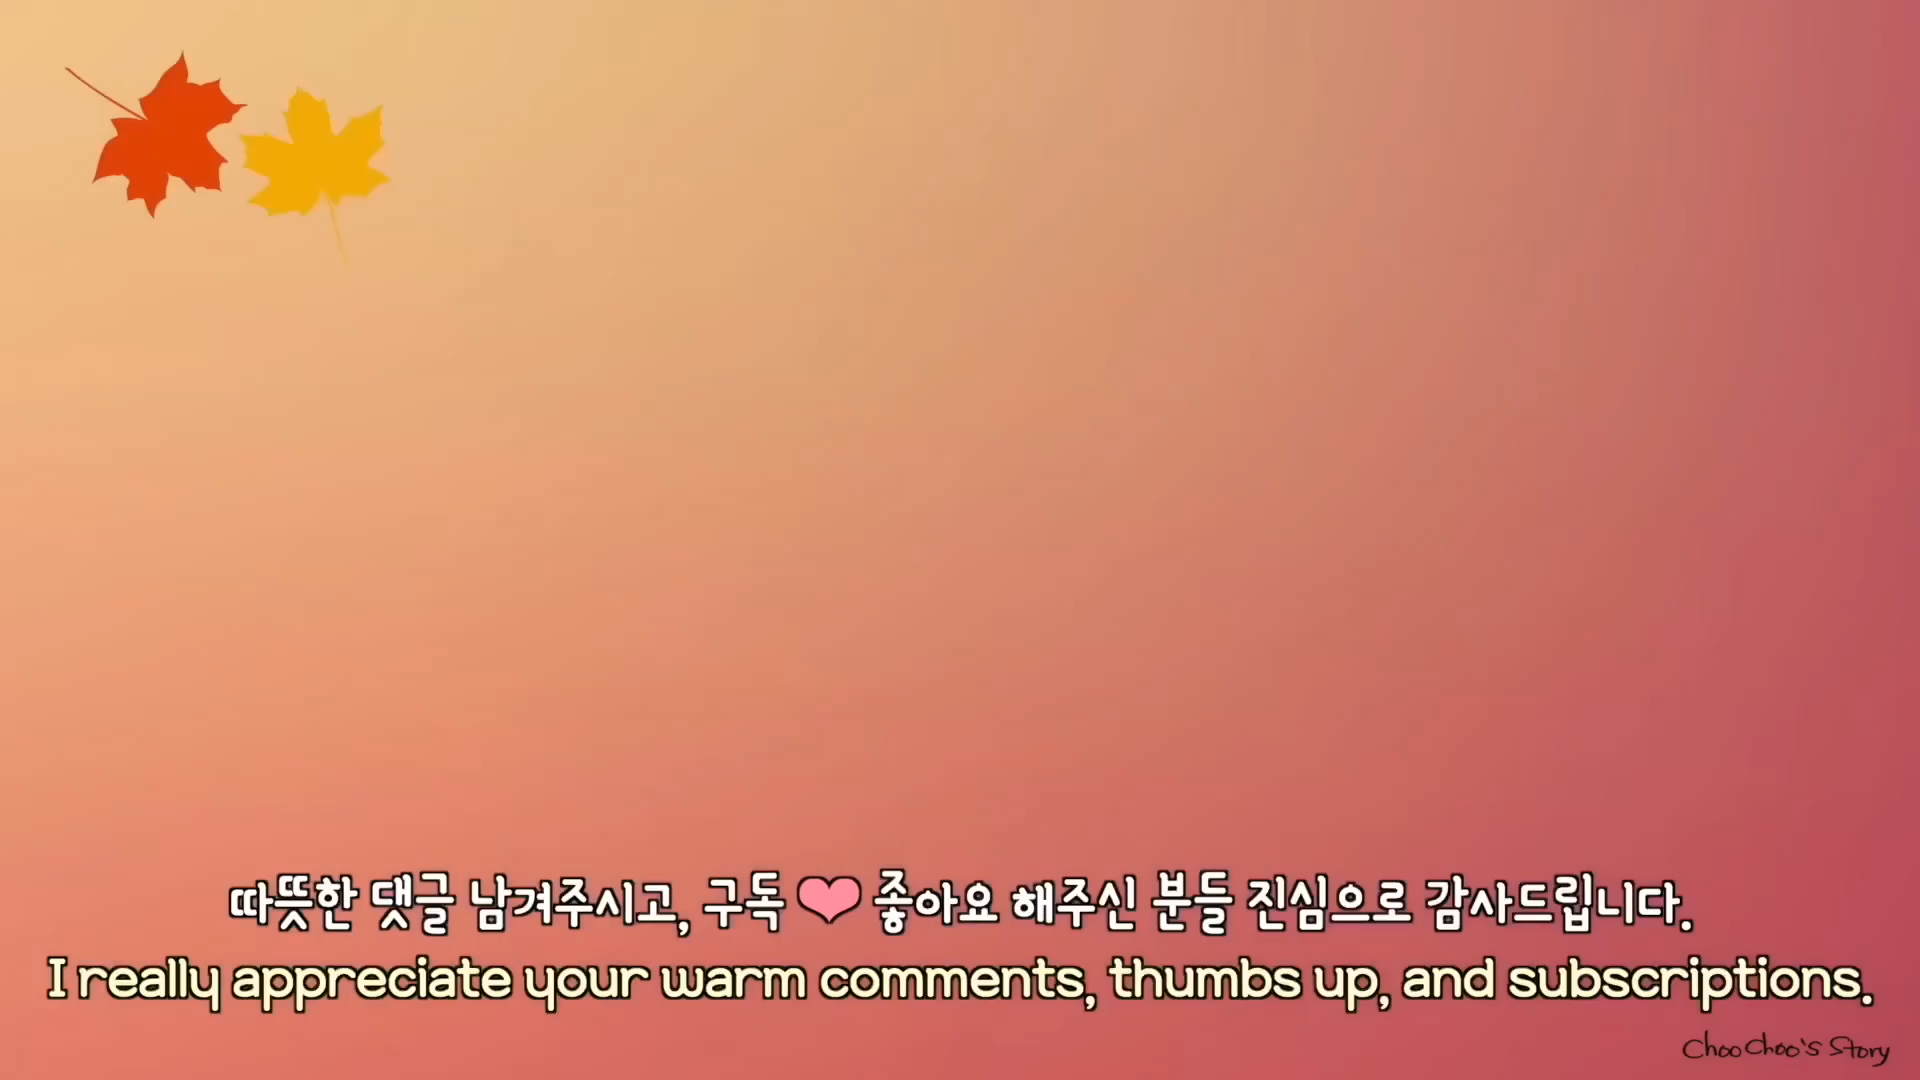 따뜻한 댓글 남겨주시고, 구독 ❤ 좋아요 해주신 분들 진심으로 감사드립니다.
I really appreciate your warm comments, thumbs up, and subscriptions.
ChooChoo's Story